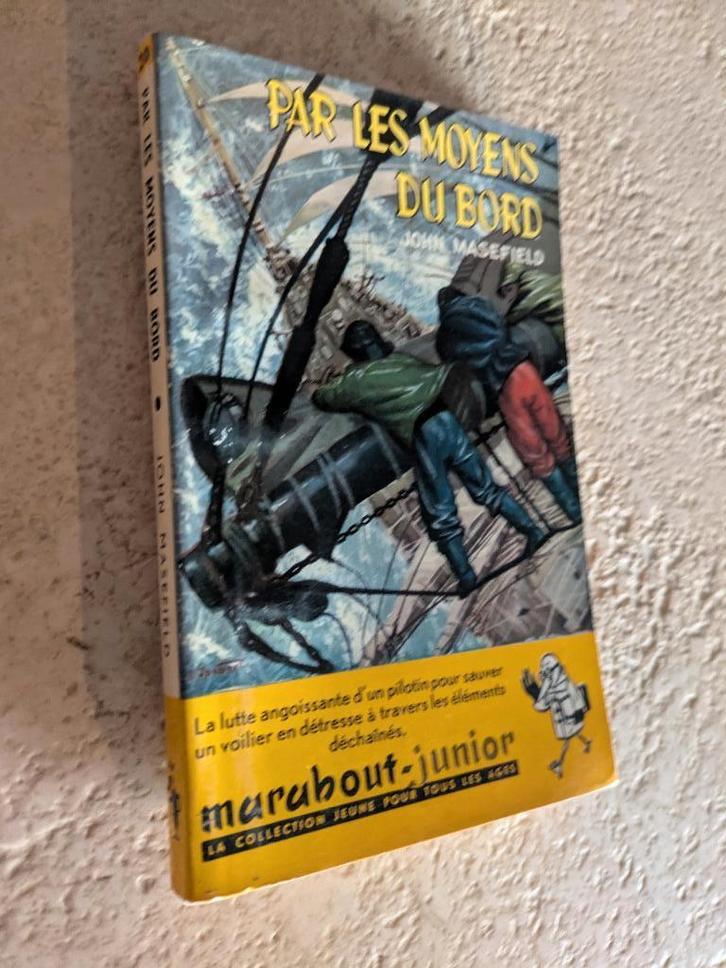 PAR LES MOYENS
DU BORD
JOHN MASEFIELD
PAR LES MOYENS DU BORD • JOHN MASEFIELD
La lutte angoissante d'un pilotin pour sauver
un voilier en détresse à travers les éléments
déchaînés.
marabout-junior
LA COLLECTION JEUNE POUR TOUS LES AGES